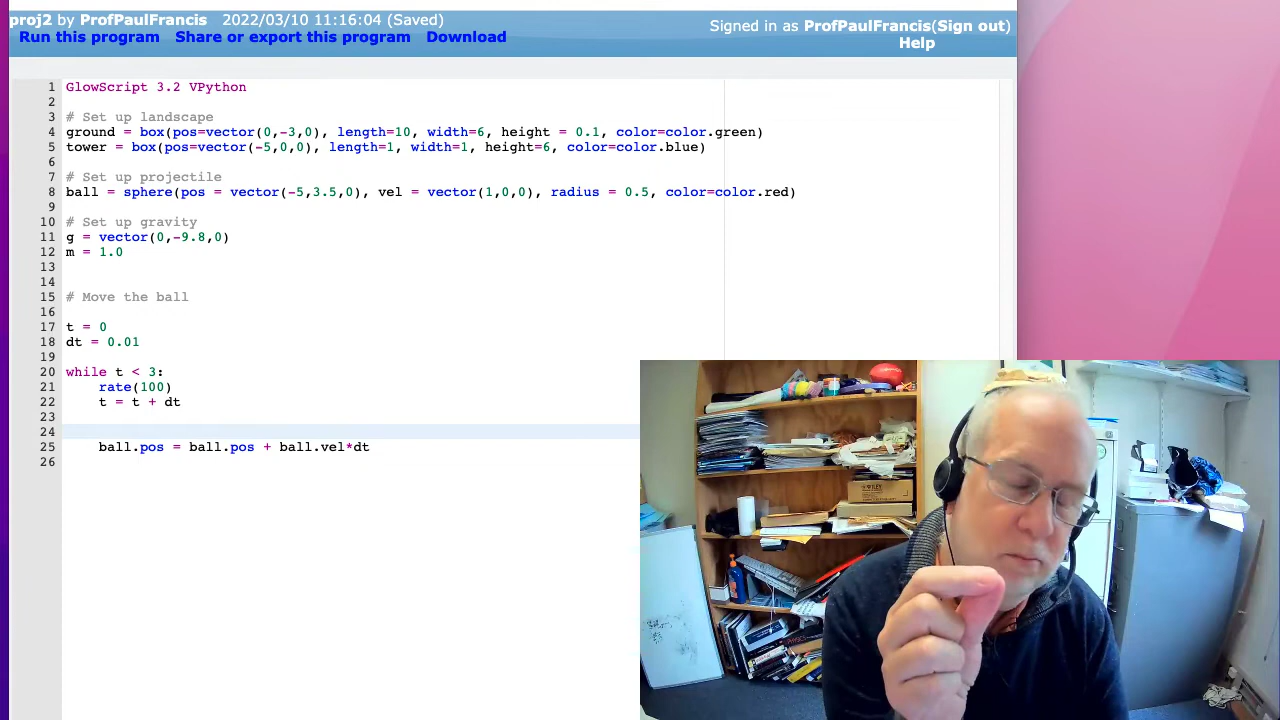 proj2 by ProfPaulFrancis 2022/03/10 11:16:04 (Saved)
Signed in as ProfPaulFrancis(Sign out)
Run this program Share or export this program Download
Help
1 GlowScript 3.2 VPython
2
3 # Set up landscape
4 ground = box(pos=vector(0,-3,0), length=10, width=6, height = 0.1, color=color.green)
5 tower = box(pos=vector(-5,0,0), length=1, width=1, height=6, color=color.blue)
6
7 # Set up projectile
8 ball = sphere(pos = vector(-5,3.5,0), vel = vector(1,0,0), radius = 0.5, color=color.red)
9
10 # Set up gravity
11 g = vector(0,-9.8,0)
12 m = 1.0
13
14
15 # Move the ball
16
17 t = 0
18 dt = 0.01
19
20 while t < 3:
21 rate(100)
22 t = t + dt
23
24
25 ball.pos = ball.pos + ball.vel*dt
26
PHYSICS